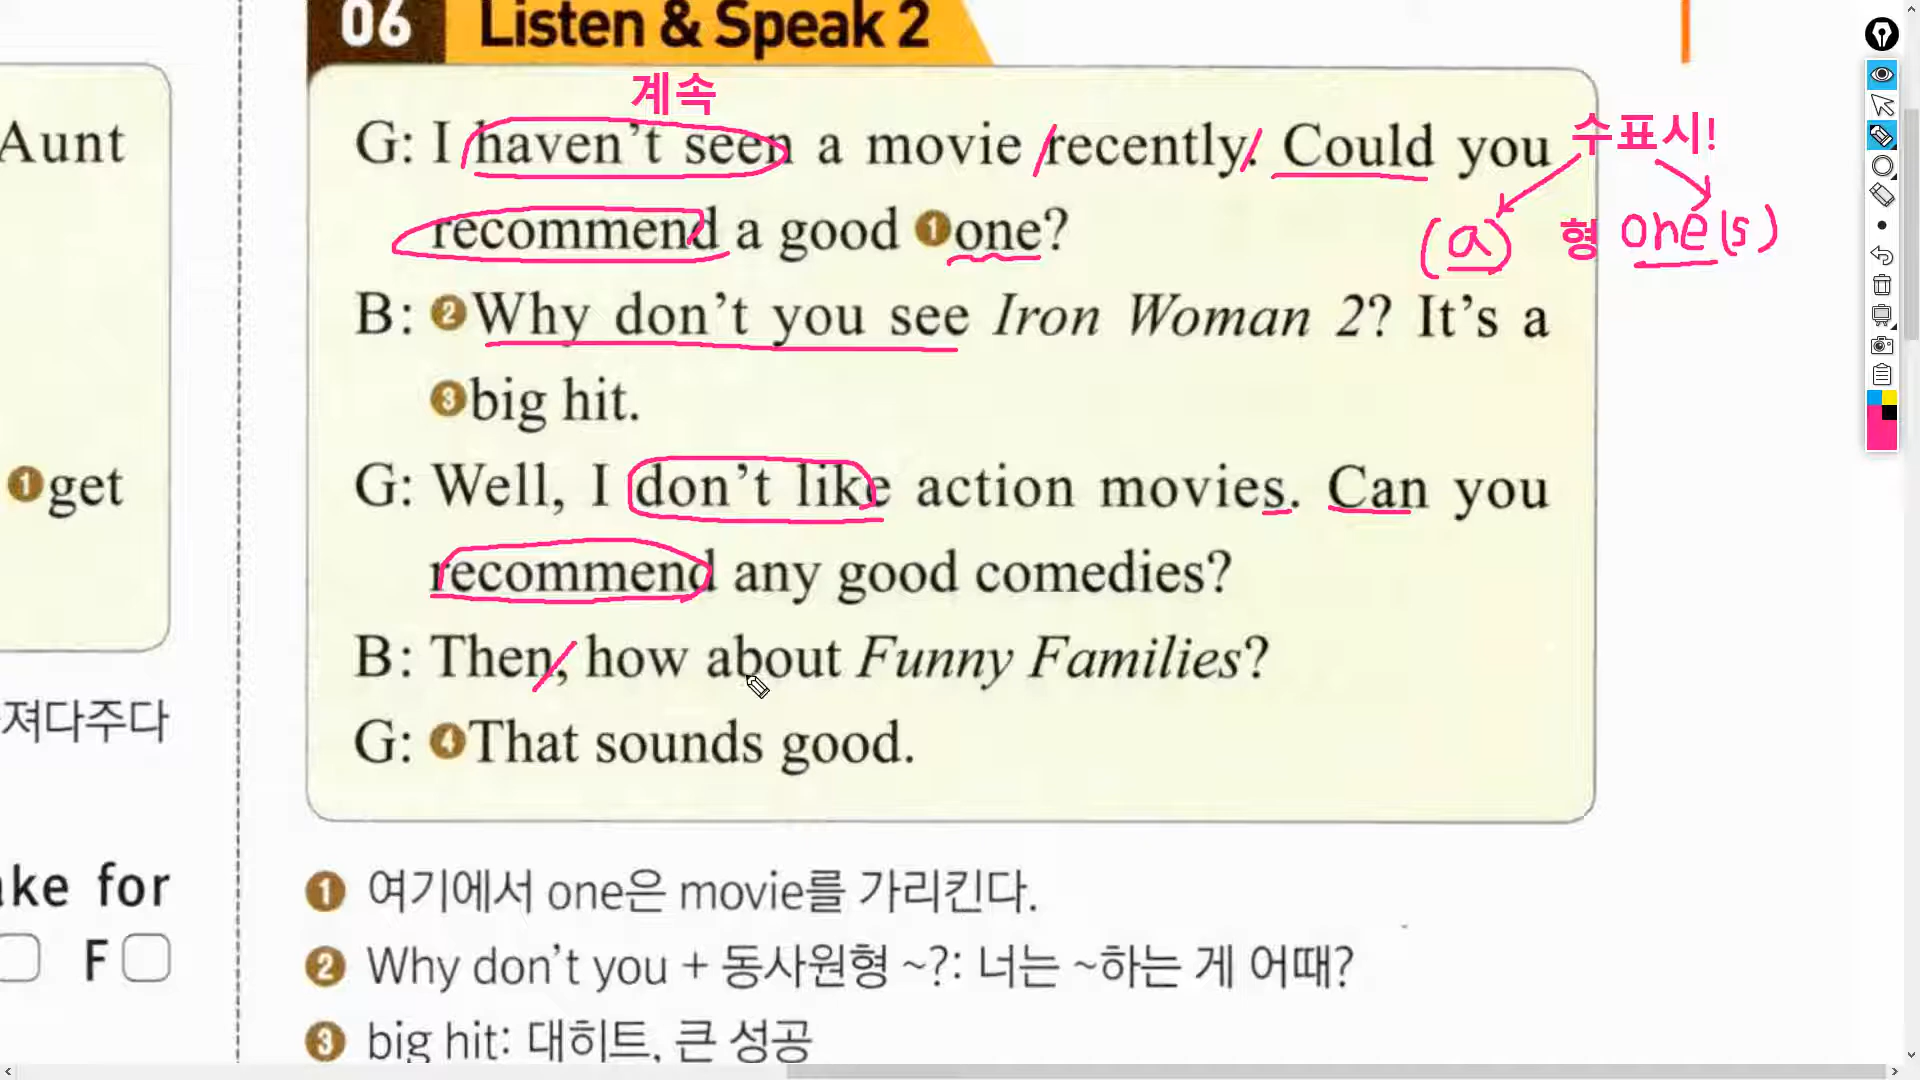 06 Listen & Speak 2
계속
G: I haven't seen a movie recently. Could you
수표시!
recommend a good ❶one?
(a) 형 one(s)
B: ❷Why don't you see Iron Woman 2? It's a
❸big hit.
G: Well, I don't like action movies. Can you
recommend any good comedies?
B: Then, how about Funny Families?
G: ❹That sounds good.
❶ 여기에서 one은 movie를 가리킨다.
❷ Why don't you + 동사원형 ~?: 너는 ~하는 게 어때?
❸ big hit: 대히트, 큰 성공
Aunt
❶get
져다주다
ake for
F